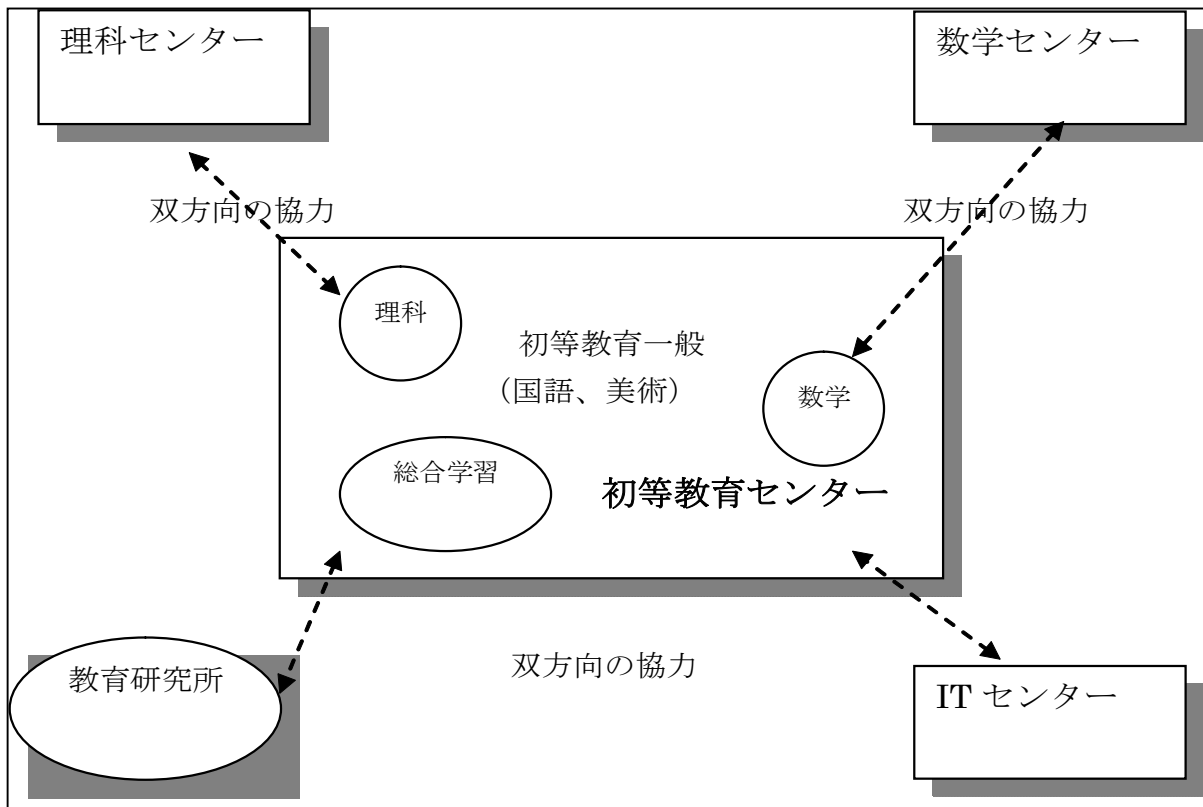 理科センター
数学センター
双方向の協力
双方向の協力
理科
初等教育一般
（国語、美術）
数学
総合学習
初等教育センター
教育研究所
双方向の協力
IT センター